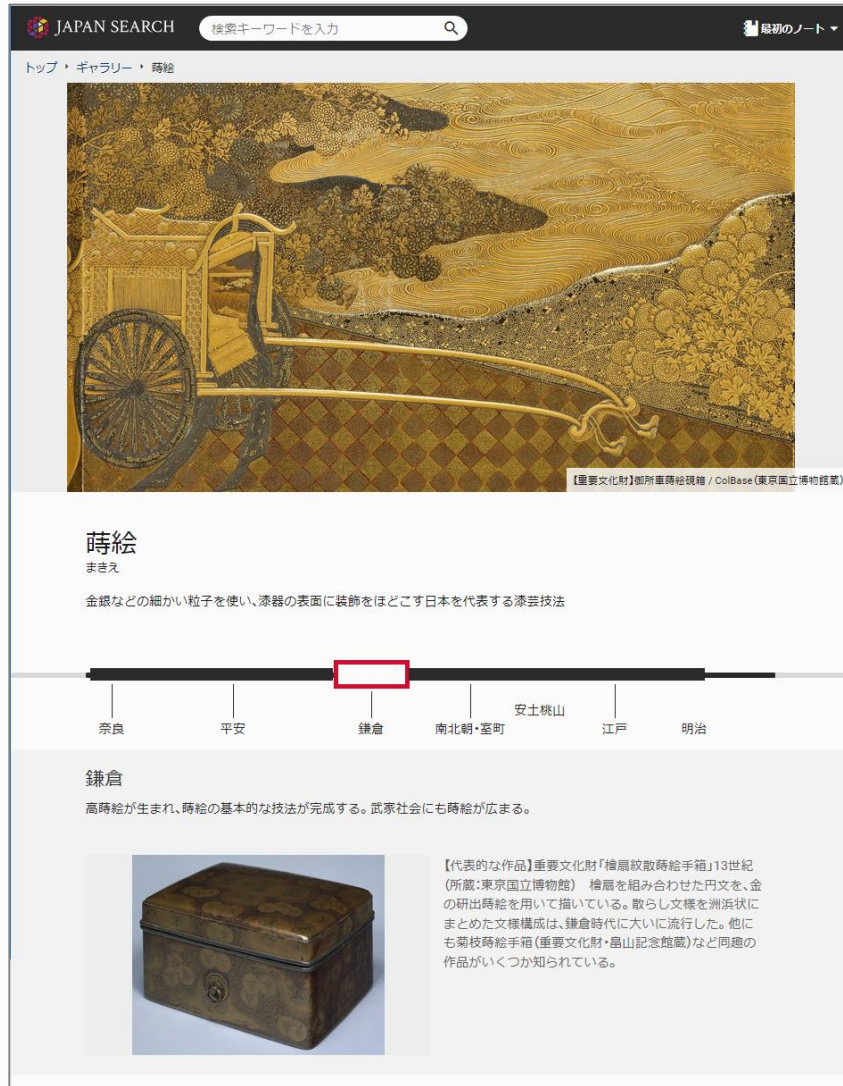 JAPAN SEARCH
検索キーワードを入力
最初のノート
トップ › ギャラリー › 蒔絵
【重要文化財】御所車蒔絵硯箱 / ColBase(東京国立博物館蔵)
蒔絵
まきえ
金銀などの細かい粒子を使い、漆器の表面に装飾をほどこす日本を代表する漆芸技法
奈良
平安
鎌倉
南北朝・室町
安土桃山
江戸
明治
鎌倉
高蒔絵が生まれ、蒔絵の基本的な技法が完成する。武家社会にも蒔絵が広まる。
【代表的な作品】重要文化財「檜扇紋散蒔絵手箱」13世紀
(所蔵:東京国立博物館) 檜扇を組み合わせた円文を、金
の研出蒔絵を用いて描いている。散らし文様を洲浜状に
まとめた文様構成は、鎌倉時代に大いに流行した。他に
も菊枝蒔絵手箱(重要文化財・畠山記念館蔵)など同趣の
作品がいくつか知られている。